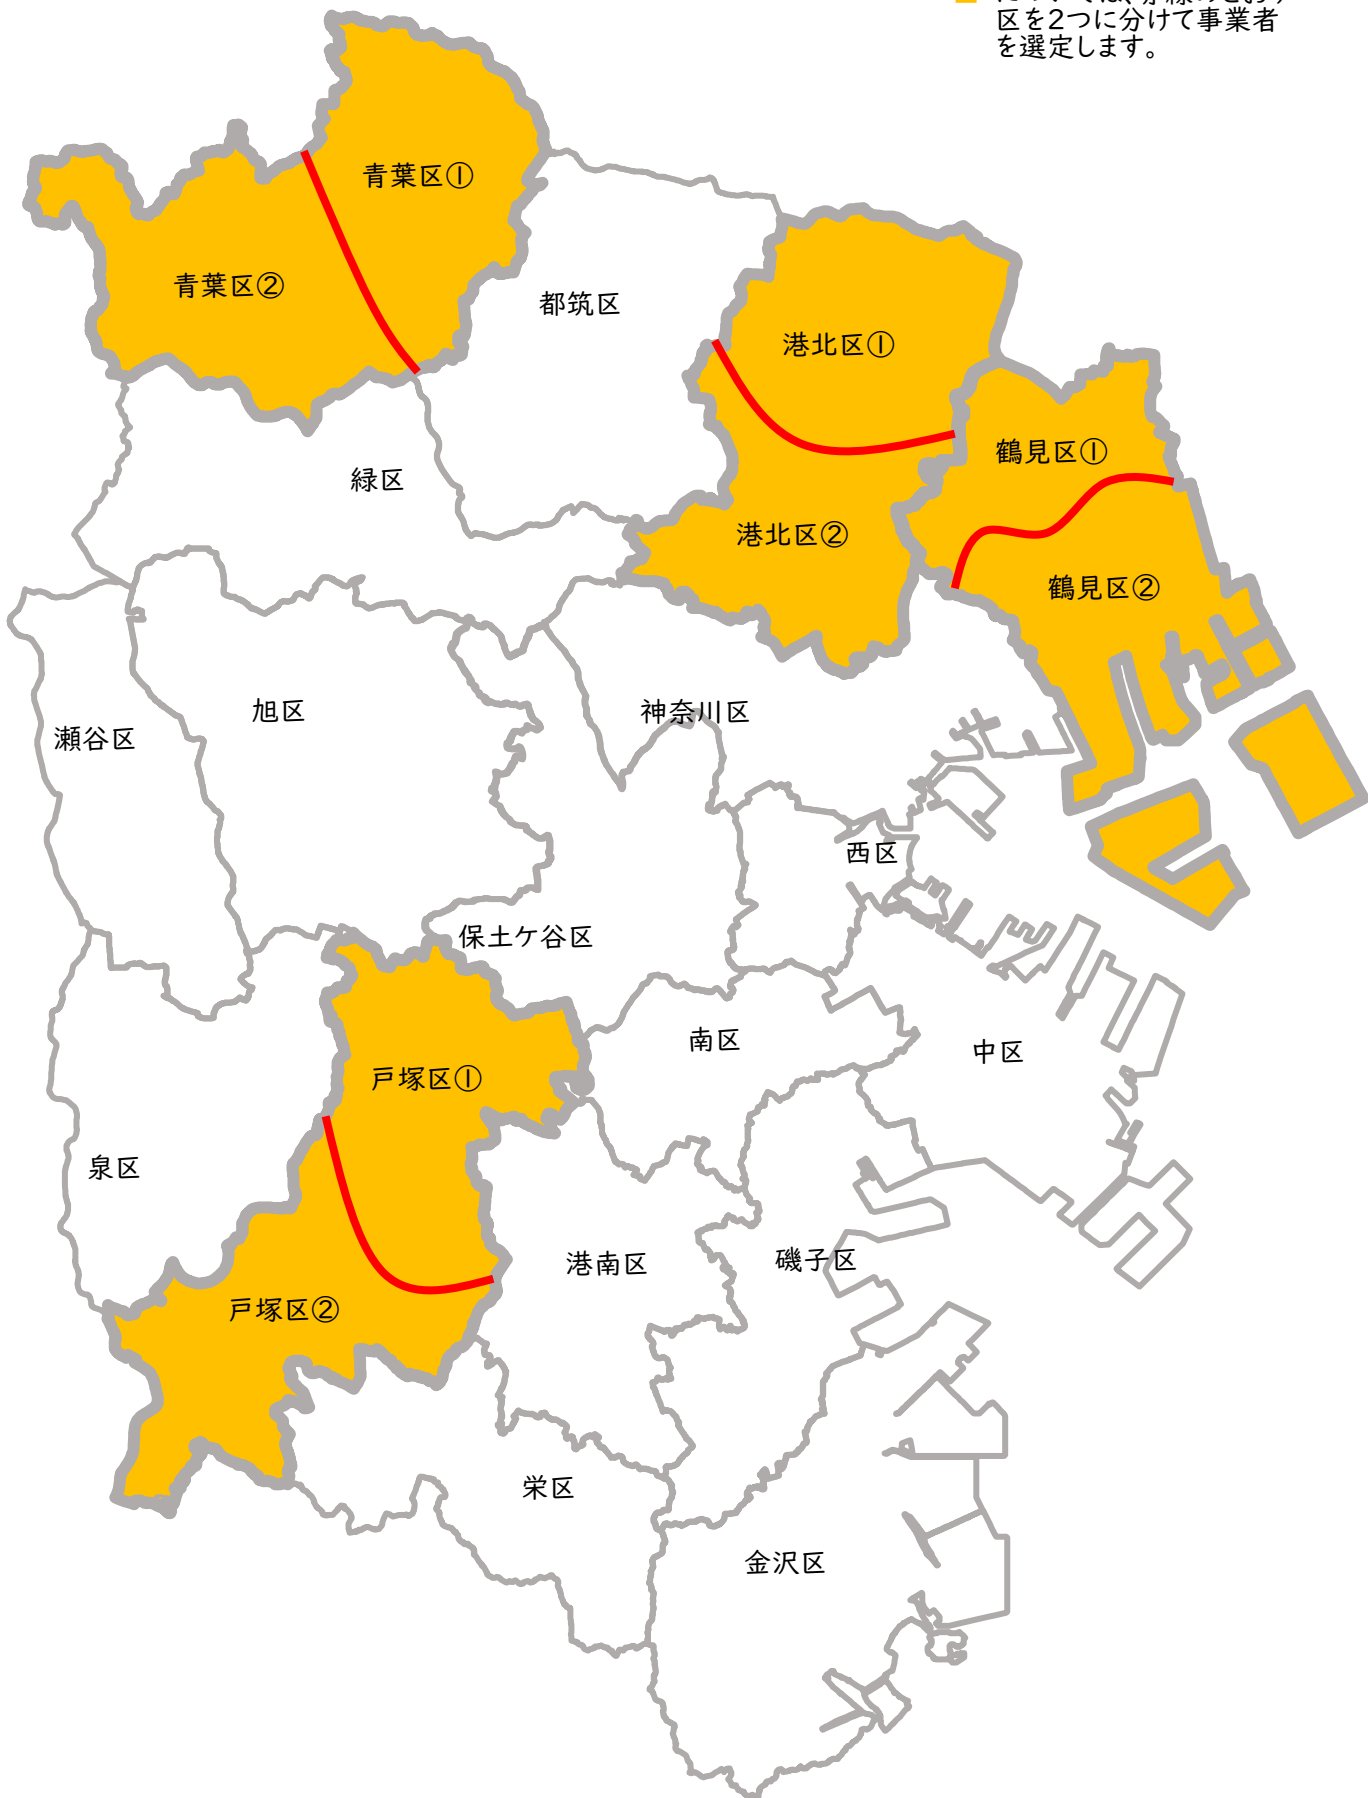 区を2つに分けて事業者
を選定します。
青葉区①
青葉区②
都筑区
港北区①
鶴見区①
緑区
港北区②
鶴見区②
旭区
神奈川区
瀬谷区
西区
保土ケ谷区
南区
中区
戸塚区①
泉区
港南区
磯子区
戸塚区②
栄区
金沢区